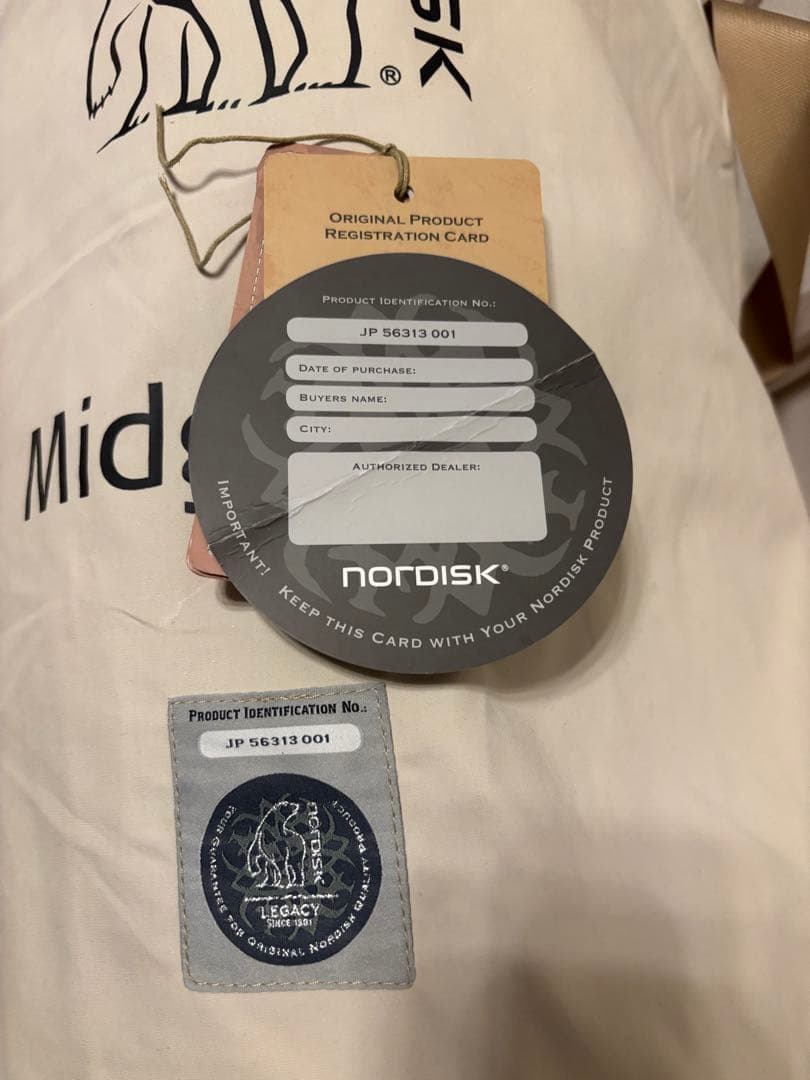 SK
®
ORIGINAL PRODUCT
REGISTRATION CARD
PRODUCT IDENTIFICATION NO.:
JP 56313 001
DATE OF PURCHASE:
BUYERS NAME:
CITY:
AUTHORIZED DEALER:
nordisk®
IMPORTANT! KEEP THIS CARD WITH YOUR NORDISK PRODUCT
Mid
PRODUCT IDENTIFICATION NO.:
JP 56313 001
nordisk
LEGACY
SINCE 1901
YOUR GUARANTEE FOR ORIGINAL NORDISK QUALITY PRODUCT